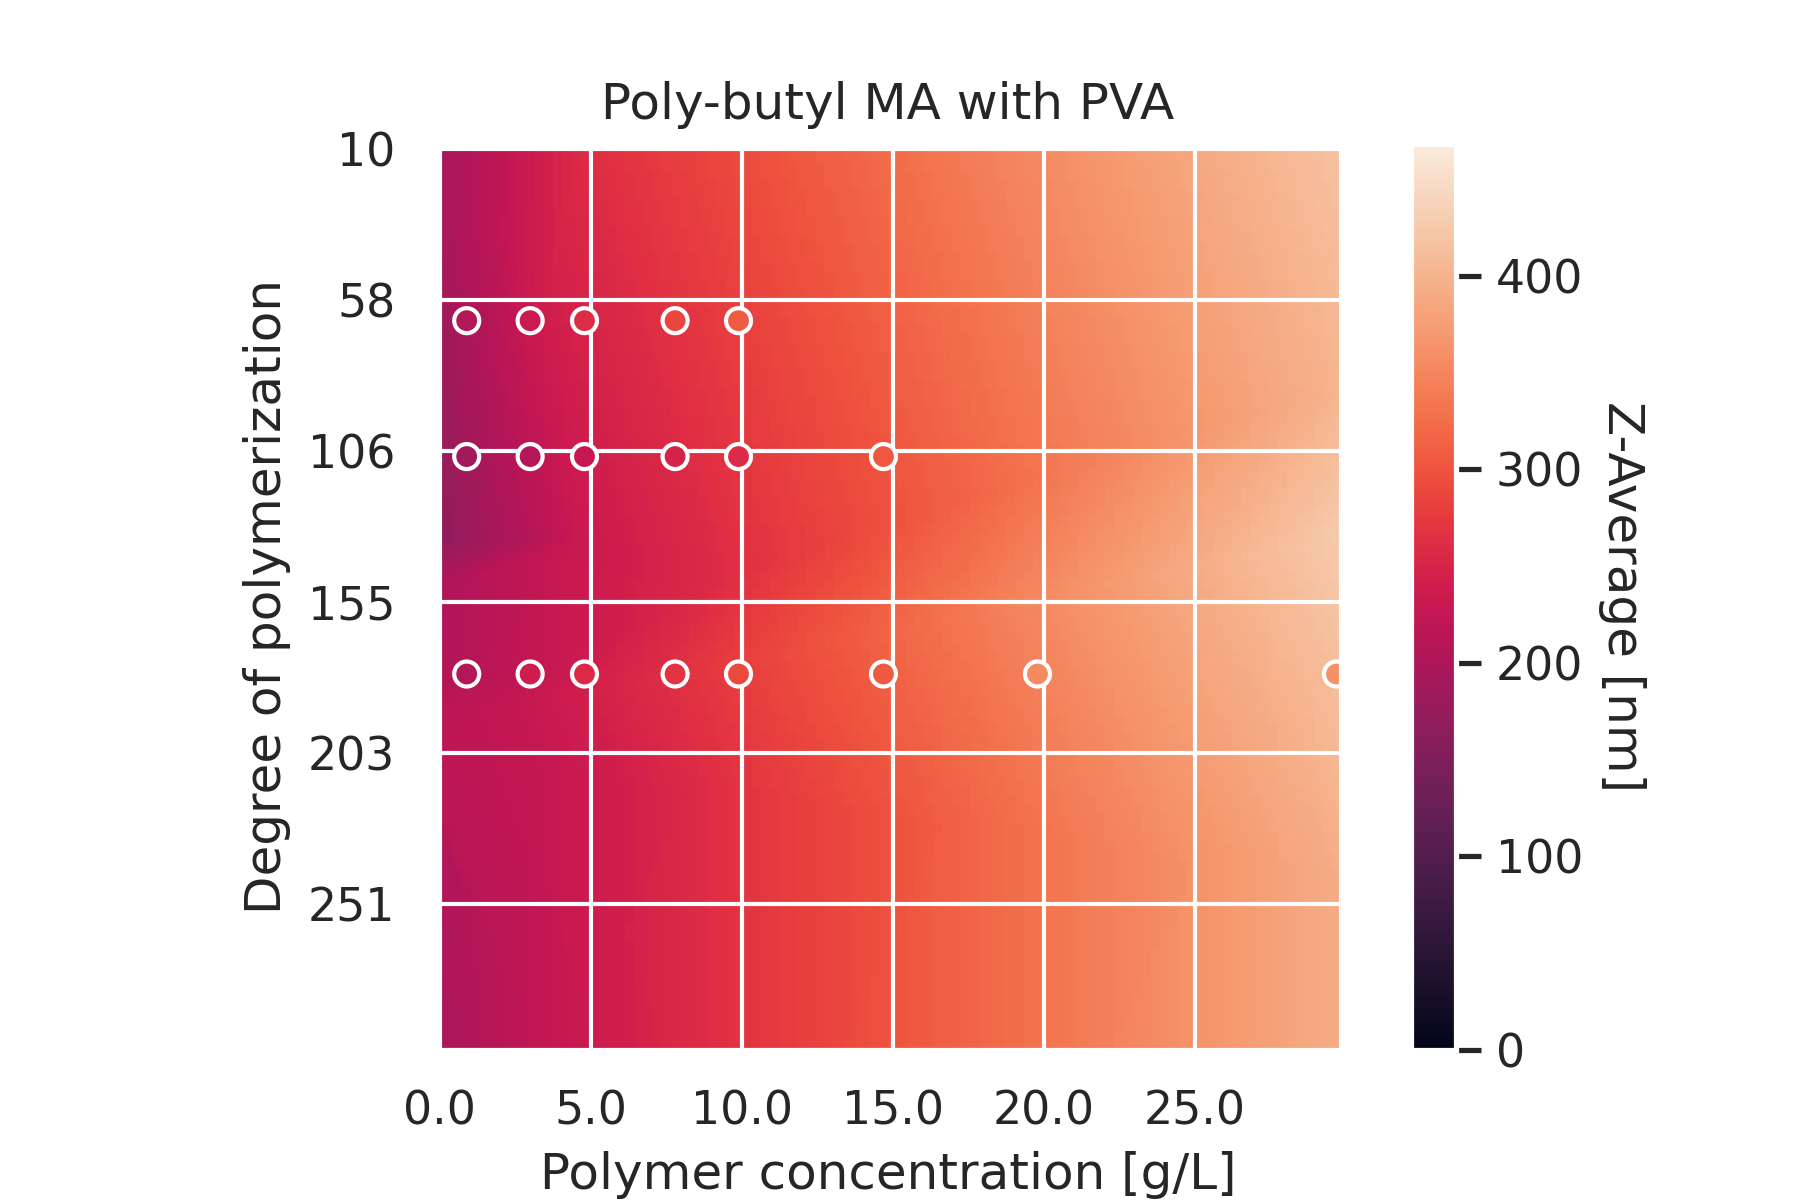 Poly-butyl MA with PVA
10
58
106
155
203
251
Degree of polymerization
0.0 5.0 10.0 15.0 20.0 25.0
Polymer concentration [g/L]
400
300
200
100
0
Z-Average [nm]